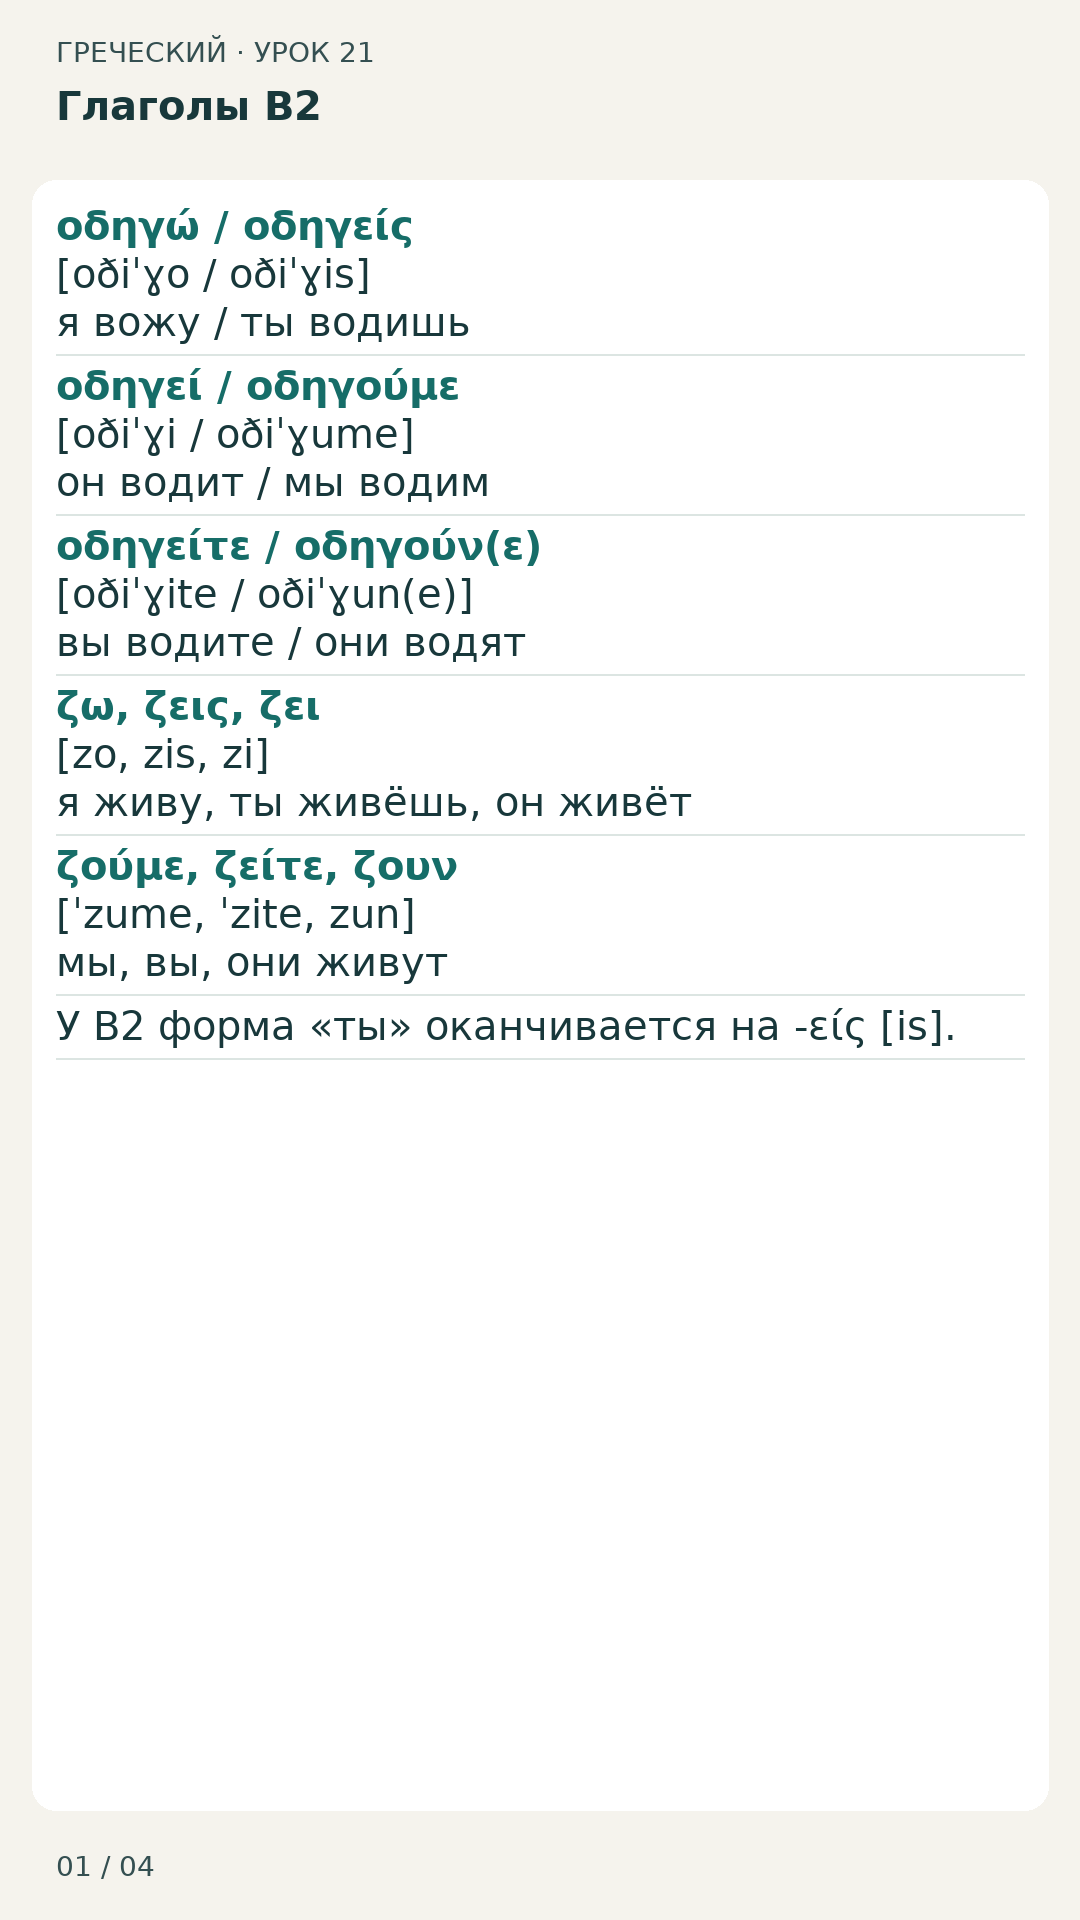 ГРЕЧЕСКИЙ · УРОК 21
Глаголы B2
οδηγώ / οδηγείς
[oðiˈɣo / oðiˈɣis]
я вожу / ты водишь
οδηγεί / οδηγούμε
[oðiˈɣi / oðiˈɣume]
он водит / мы водим
οδηγείτε / οδηγούν(ε)
[oðiˈɣite / oðiˈɣun(e)]
вы водите / они водят
ζω, ζεις, ζει
[zo, zis, zi]
я живу, ты живёшь, он живёт
ζούμε, ζείτε, ζουν
[ˈzume, ˈzite, zun]
мы, вы, они живут
У B2 форма «ты» оканчивается на -είς [is].
01 / 04